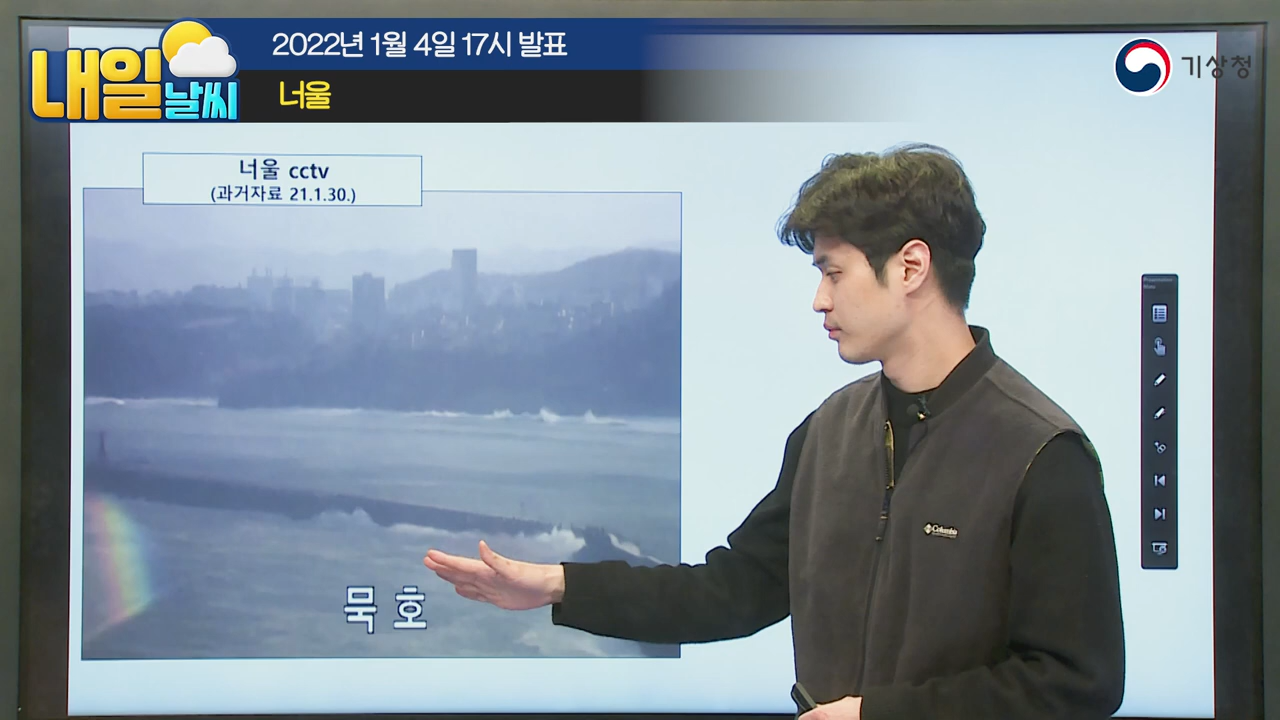 내일
날씨
2022년 1월 4일 17시 발표
너울
기상청
너울 cctv
(과거자료 21.1.30.)
묵호
Columbia